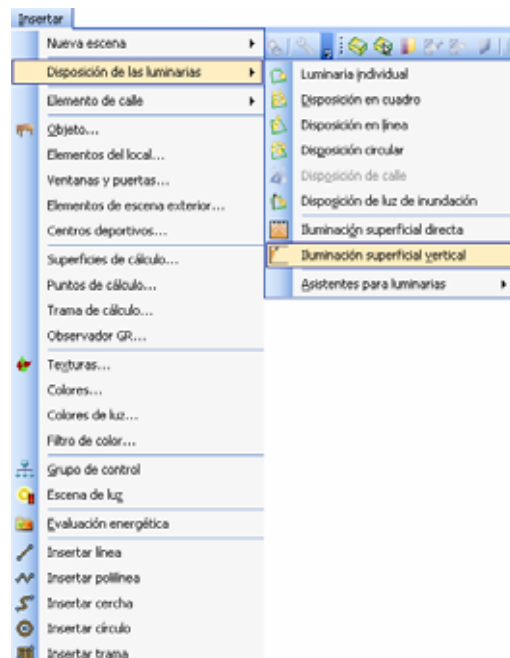 Insertar
Nueva escena
Disposición de las luminarias
Elemento de calle
Objeto...
Elementos del local...
Ventanas y puertas...
Elementos de escena exterior...
Centros deportivos...
Superficies de cálculo...
Puntos de cálculo...
Trama de cálculo...
Observador GR....
Texturas...
Colores...
Colores de luz...
Filtro de color...
Grupo de control
Escena de luz
Evaluación energética
Insertar línea
Insertar polilínea
Insertar cercha
Insertar círculo
Insertar trama
Luminaria individual
Disposición en cuadro
Disposición en línea
Disposición circular
Disposición de calle
Disposición de luz de inundación
Iluminación superficial directa
Iluminación superficial vertical
Asistentes para luminarias